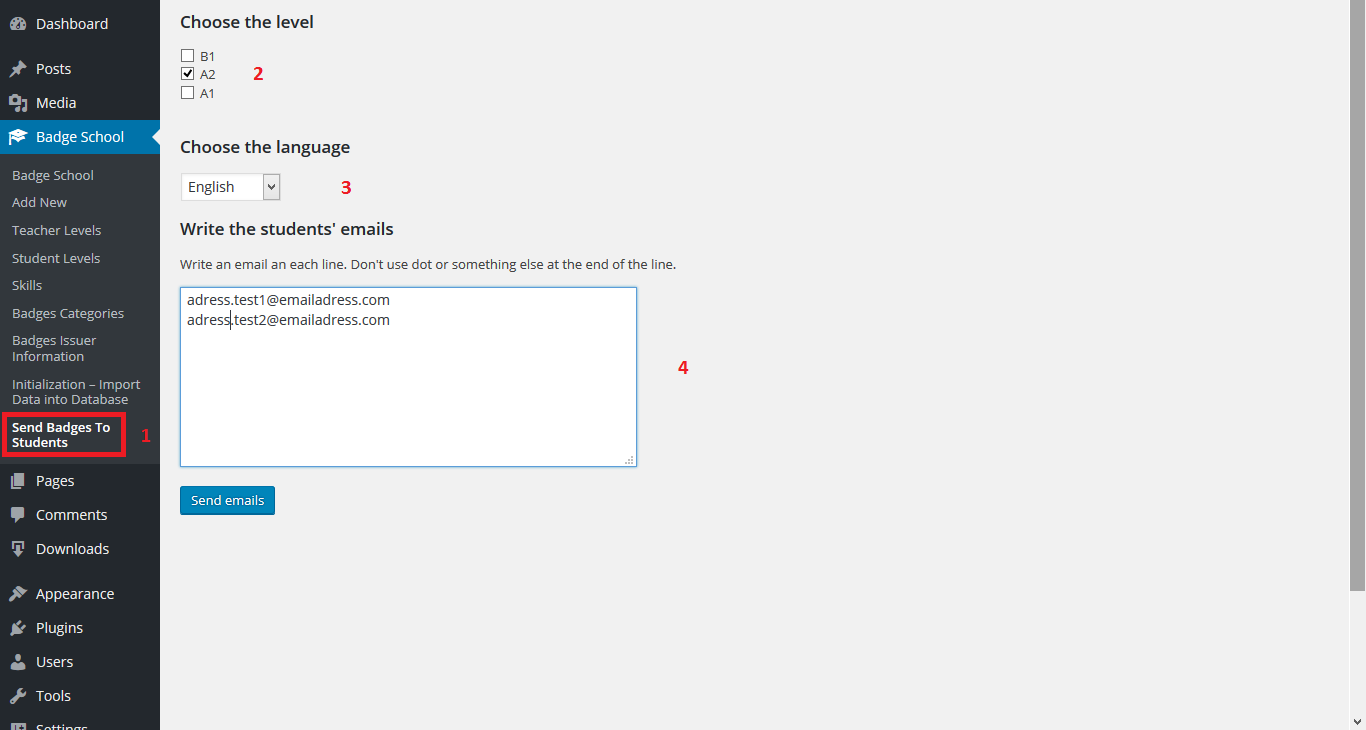 Dashboard
Posts
Media
Badge School
Badge School
Add New
Teacher Levels
Student Levels
Skills
Badges Categories
Badges Issuer
Information
Initialization – Import
Data into Database
Send Badges To
Students
1
Pages
Comments
Downloads
Appearance
Plugins
Users
Tools
Settings
Choose the level
B1
A2
2
A1
Choose the language
English
3
Write the students' emails
Write an email an each line. Don't use dot or something else at the end of the line.
adress.test1@emailadress.com
adress.test2@emailadress.com
4
Send emails